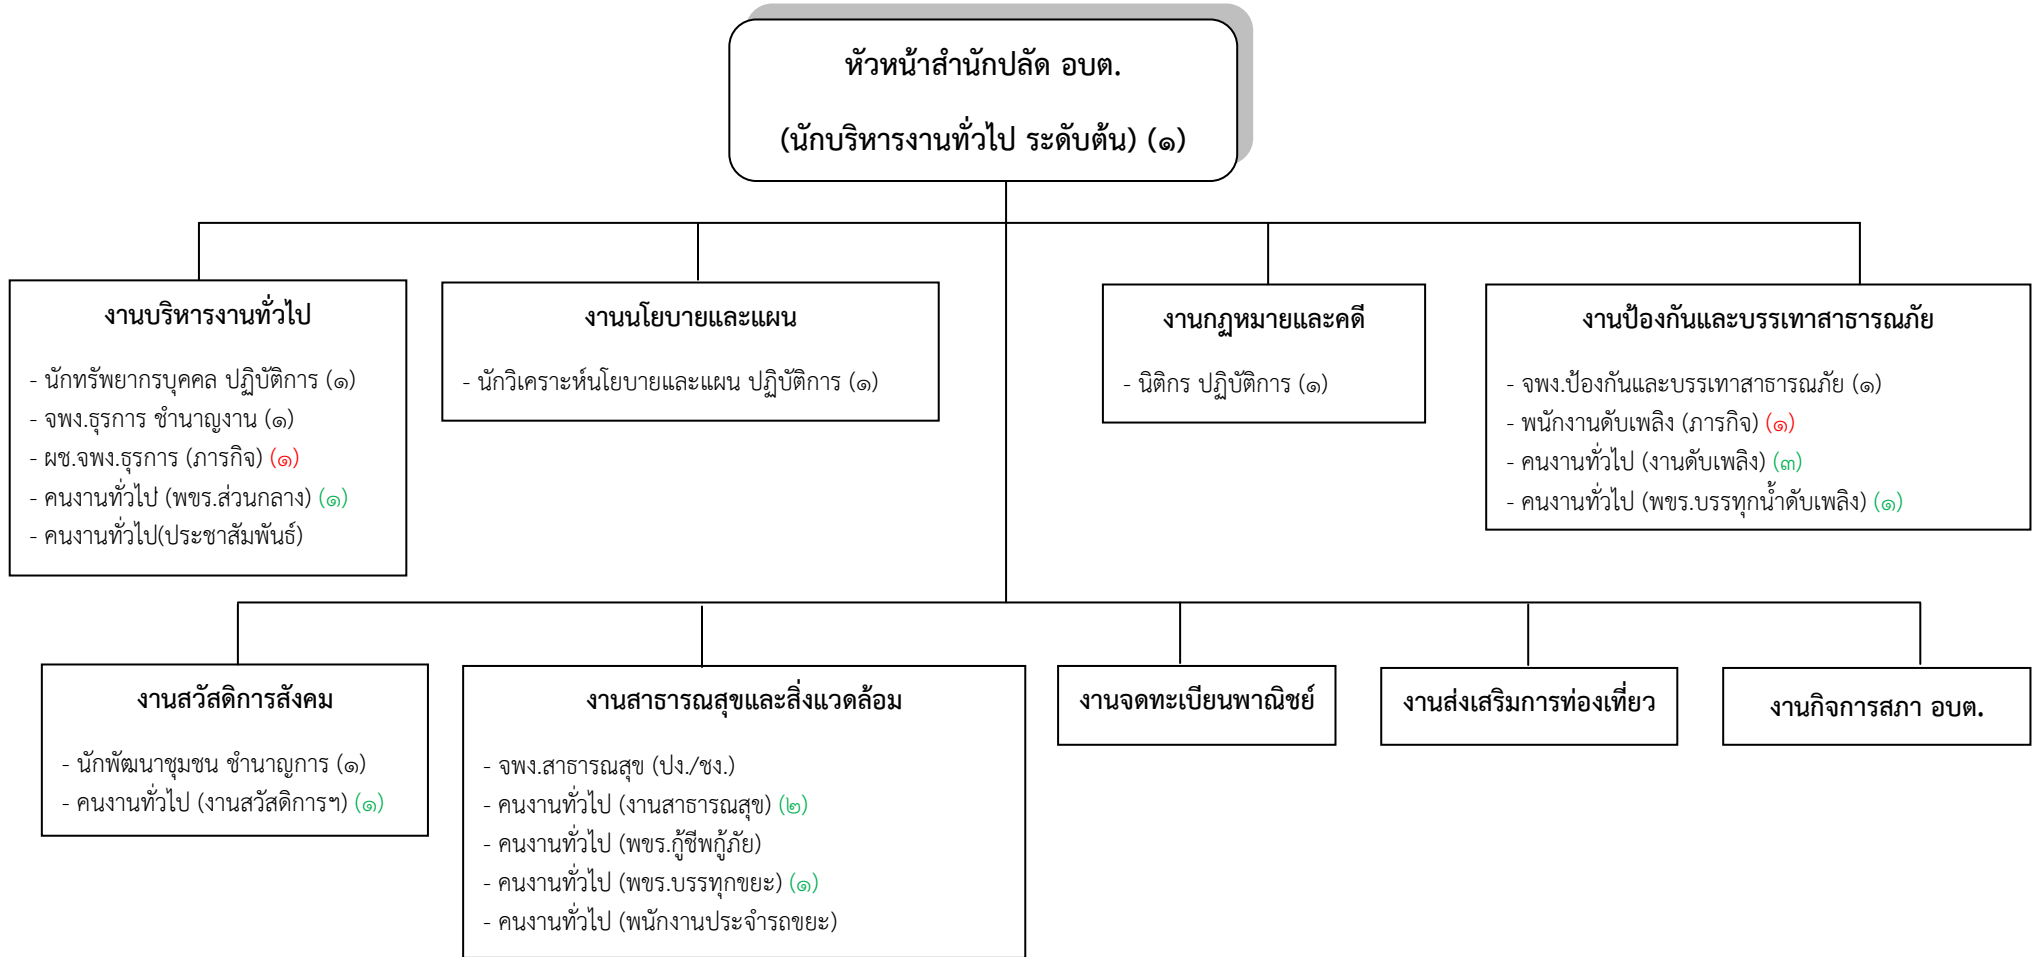 หัวหน้าสำนักปลัด อบต.
(นักบริหารงานทั่วไป ระดับต้น) (๑)
งานบริหารงานทั่วไป
- นักทรัพยากรบุคคล ปฏิบัติการ (๑)
- จพง.ธุรการ ชำนาญงาน (๑)
- ผช.จพง.ธุรการ (ภารกิจ) (๑)
- คนงานทั่วไป (พขร.ส่วนกลาง) (๑)
- คนงานทั่วไป(ประชาสัมพันธ์)
งานนโยบายและแผน
- นักวิเคราะห์นโยบายและแผน ปฏิบัติการ (๑)
งานกฎหมายและคดี
- นิติกร ปฏิบัติการ (๑)
งานป้องกันและบรรเทาสาธารณภัย
- จพง.ป้องกันและบรรเทาสาธารณภัย (๑)
- พนักงานดับเพลิง (ภารกิจ) (๑)
- คนงานทั่วไป (งานดับเพลิง) (๓)
- คนงานทั่วไป (พขร.บรรทุกน้ำดับเพลิง) (๑)
งานสวัสดิการสังคม
- นักพัฒนาชุมชน ชำนาญการ (๑)
- คนงานทั่วไป (งานสวัสดิการฯ) (๑)
งานสาธารณสุขและสิ่งแวดล้อม
- จพง.สาธารณสุข (ปง./ชง.)
- คนงานทั่วไป (งานสาธารณสุข) (๒)
- คนงานทั่วไป (พขร.กู้ชีพกู้ภัย)
- คนงานทั่วไป (พขร.บรรทุกขยะ) (๑)
- คนงานทั่วไป (พนักงานประจำรถขยะ)
งานจดทะเบียนพาณิชย์
งานส่งเสริมการท่องเที่ยว
งานกิจการสภา อบต.